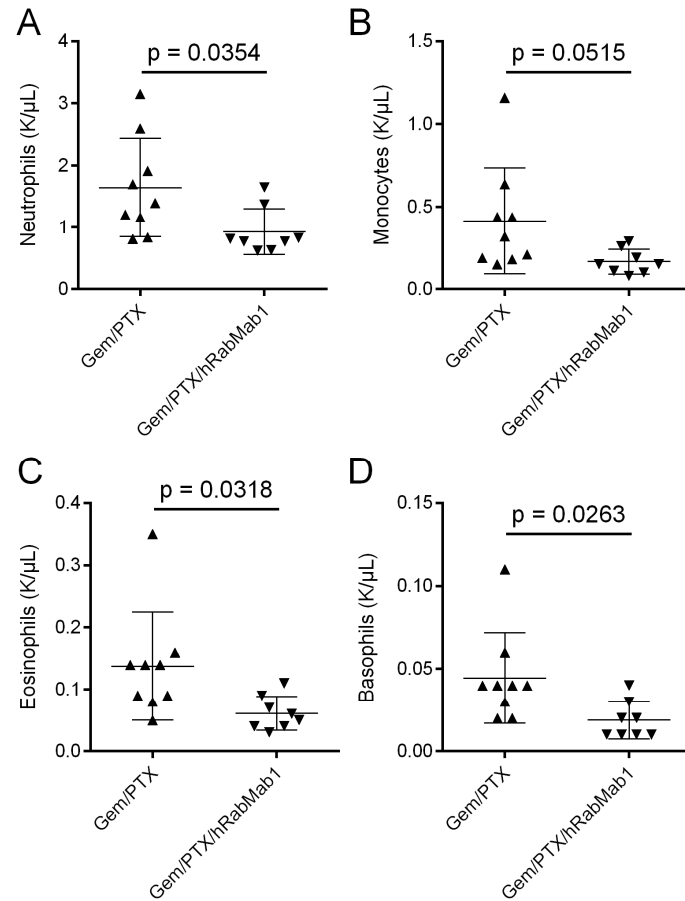 A
p = 0.0354
Neutrophils (K/µL)
4
3
2
1
0
Gem/PTX
Gem/PTX/hRabMab1
B
p = 0.0515
Monocytes (K/µL)
1.5
1.0
0.5
0.0
Gem/PTX
Gem/PTX/hRabMab1
C
p = 0.0318
Eosinophils (K/µL)
0.4
0.3
0.2
0.1
0.0
Gem/PTX
Gem/PTX/hRabMab1
D
p = 0.0263
Basophils (K/µL)
0.15
0.10
0.05
0.00
Gem/PTX
Gem/PTX/hRabMab1